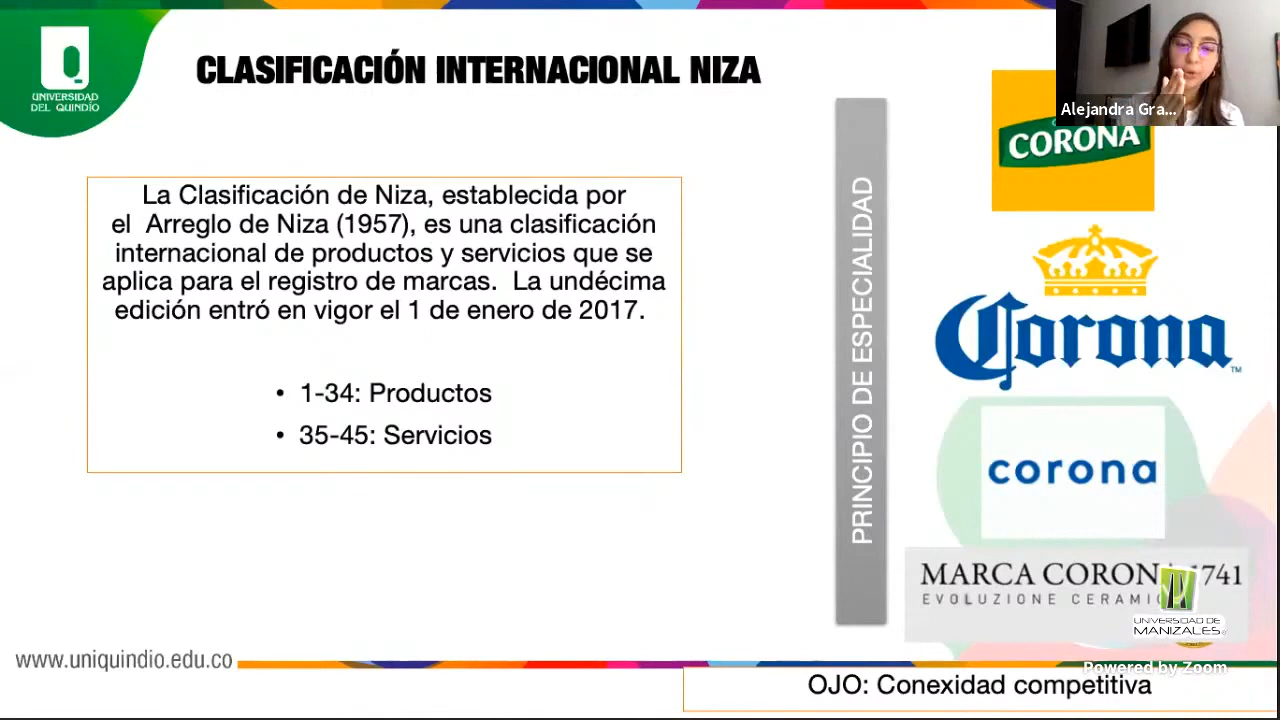 UNIVERSIDAD
DEL QUINDÍO
CLASIFICACIÓN INTERNACIONAL NIZA
La Clasificación de Niza, establecida por
el Arreglo de Niza (1957), es una clasificación
internacional de productos y servicios que se
aplica para el registro de marcas. La undécima
edición entró en vigor el 1 de enero de 2017.
• 1-34: Productos
• 35-45: Servicios
PRINCIPIO DE ESPECIALIDAD
Alejandra Gra...
CORONA
Corona™
corona
MARCA CORONA 1741
EVOLUZIONE CERAMIC
UNIVERSIDAD DE
MANIZALES
www.uniquindio.edu.co
Powered by Zoom
OJO: Conexidad competitiva